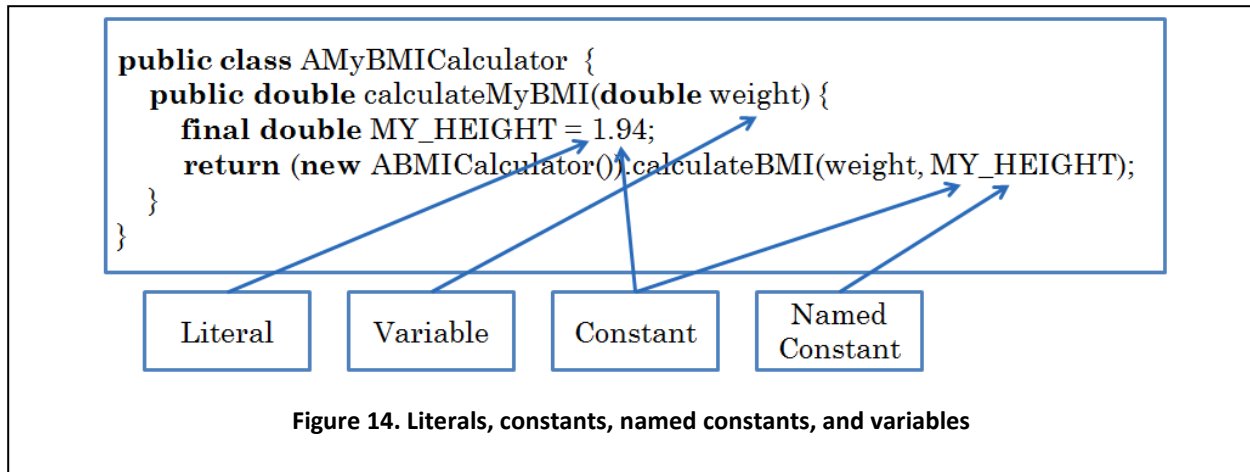 public class AMyBMICalculator {
public double calculateMyBMI(double weight) {
final double MY_HEIGHT = 1.94;
return (new ABMICalculator()).calculateBMI(weight, MY_HEIGHT);
}
}
Literal
Variable
Constant
Named
Constant
Figure 14. Literals, constants, named constants, and variables